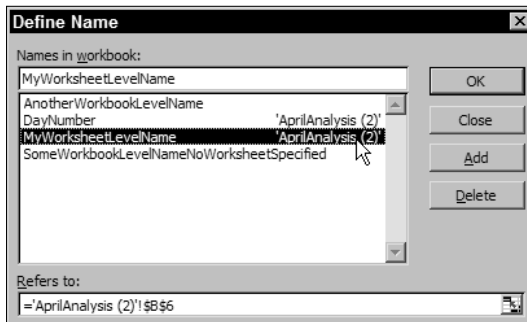 Define Name
Names in workbook:
MyWorksheetLevelName
OK
AnotherWorkbookLevelName
DayNumber 'AprilAnalysis (2)'
MyWorksheetLevelName 'AprilAnalysis (2)'
SomeWorkbookLevelNameNoWorksheetSpecified
Close
Add
Delete
Refers to:
='AprilAnalysis (2)'!$B$6